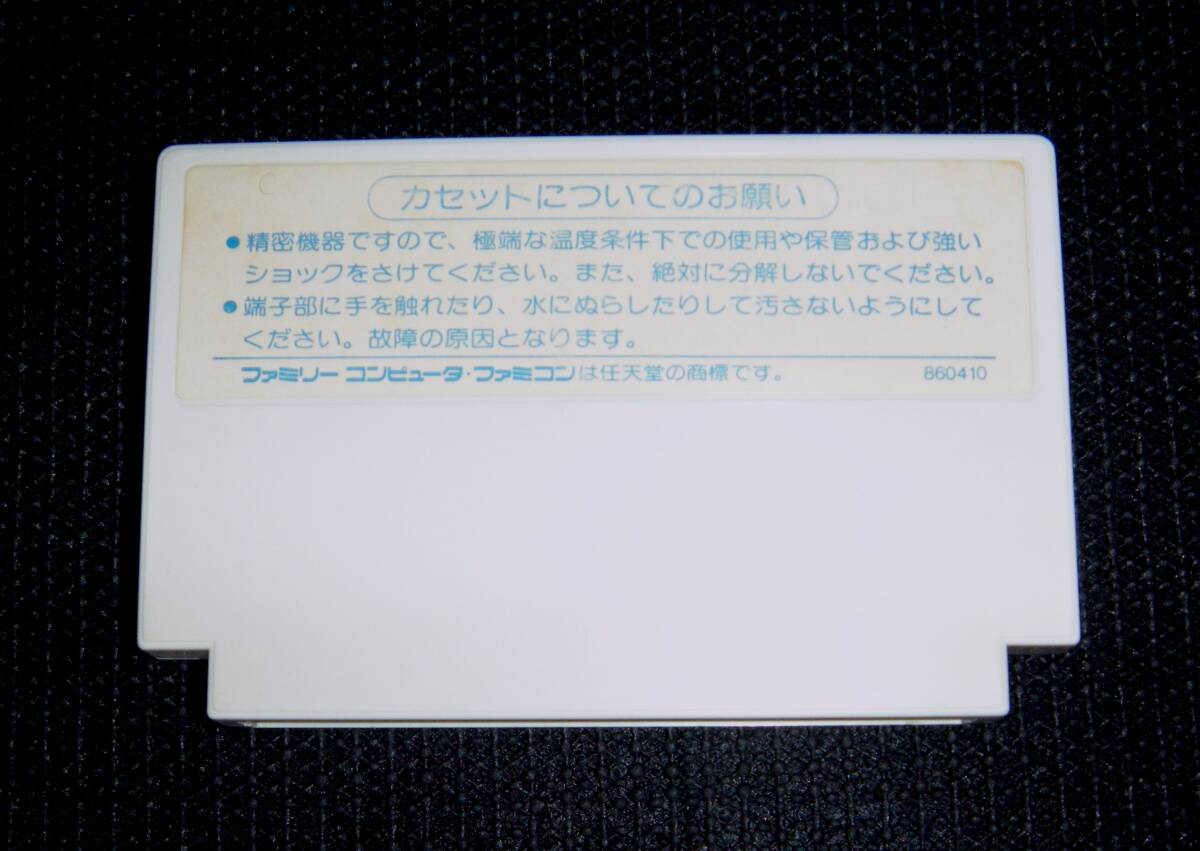 カセットについてのお願い
●精密機器ですので、極端な温度条件下での使用や保管および強い
ショックをさけてください。また、絶対に分解しないでください。
●端子部に手を触れたり、水にぬらしたりして汚さないようにして
ください。故障の原因となります。
ファミリーコンピュータ・ファミコンは任天堂の商標です。 860410